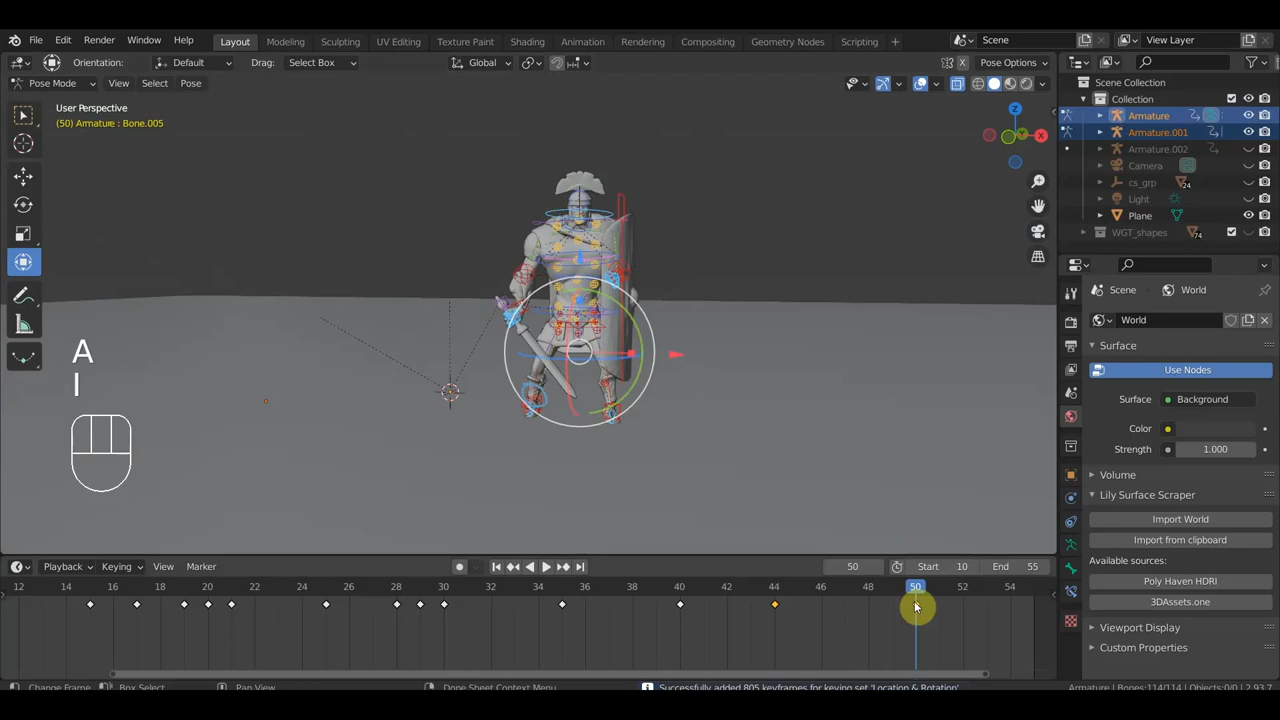 File Edit Render Window Help Layout Modeling Sculpting UV Editing Texture Paint Shading Animation Rendering Compositing Geometry Nodes Scripting + Scene View Layer
Orientation: Default Drag: Select Box Global Pose Options
Pose Mode View Select Pose
User Perspective
(50) Armature : Bone.005
Z
X
Y
Scene Collection
Collection
Armature
Armature.001
Armature.002
Camera
cs_grp 24
Light
Plane
WGT_shapes 74
Scene World
World
Surface
Use Nodes
Surface Background
Color
Strength 1.000
Volume
Lily Surface Scraper
Import World
Import from clipboard
Available sources:
Poly Haven HDRI
3DAssets.one
Viewport Display
Custom Properties
A
I
Playback Keying View Marker 50 Start 10 End 55
12 14 16 18 20 22 24 26 28 30 32 34 36 38 40 42 44 46 48 50 52 54
Change Frame Box Select Pan View Dope Sheet Context Menu Successfully added 805 keyframes for keying set 'Location & Rotation' Armature | Bones:114/114 | Objects:0/0 | 2.93.7